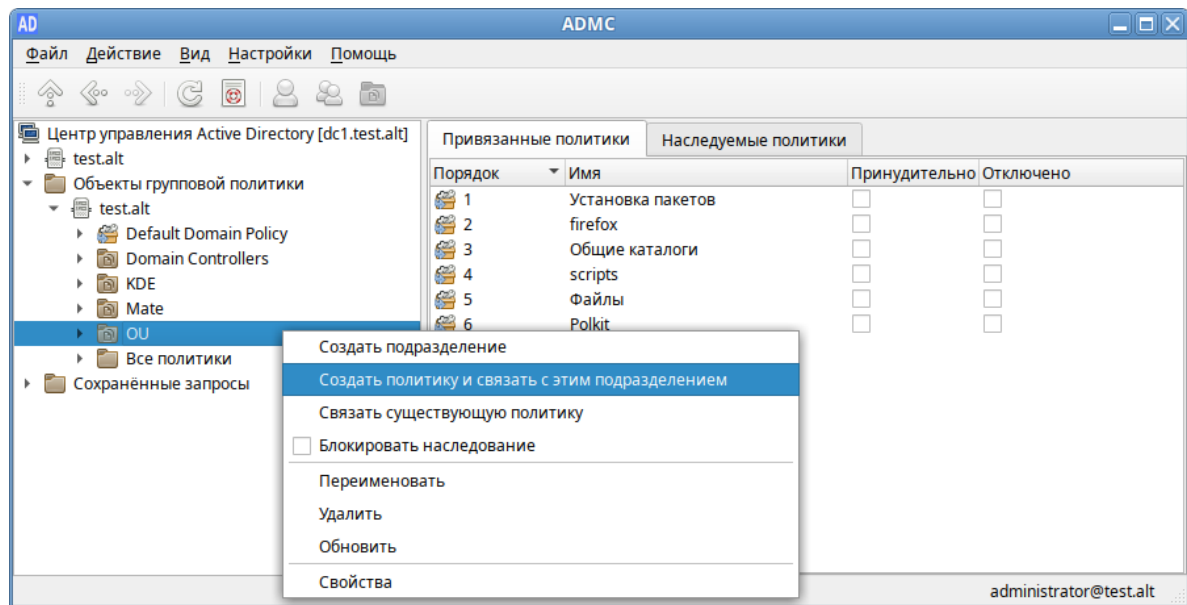 AD ADMC
Файл Действие Вид Настройки Помощь
Центр управления Active Directory [dc1.test.alt]
test.alt
Объекты групповой политики
test.alt
Default Domain Policy
Domain Controllers
KDE
Mate
OU
Все политики
Сохранённые запросы
Привязанные политики Наследуемые политики
Порядок Имя Принудительно Отключено
1 Установка пакетов
2 firefox
3 Общие каталоги
4 scripts
5 Файлы
6 Polkit
Создать подразделение
Создать политику и связать с этим подразделением
Связать существующую политику
Блокировать наследование
Переименовать
Удалить
Обновить
Свойства
administrator@test.alt